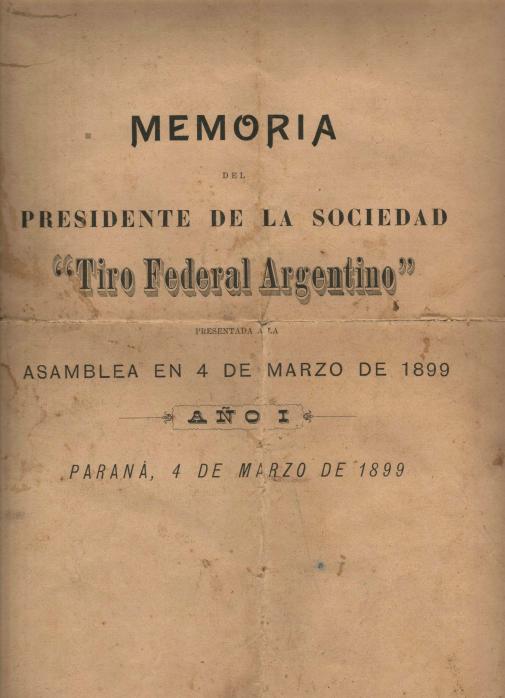 MEMORIA
DEL
PRESIDENTE DE LA SOCIEDAD
“Tiro Federal Argentino”
PRESENTADA A LA
ASAMBLEA EN 4 DE MARZO DE 1899
AÑO I
PARANÁ, 4 DE MARZO DE 1899